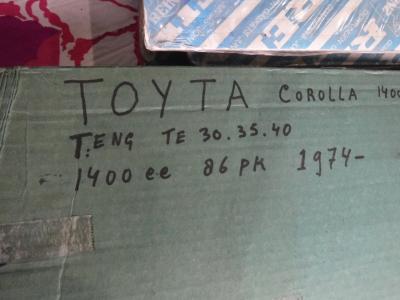 TOYTA COROLLA 1400
T.ENG TE 30.35.40
1400 cc 86 PK 1974-